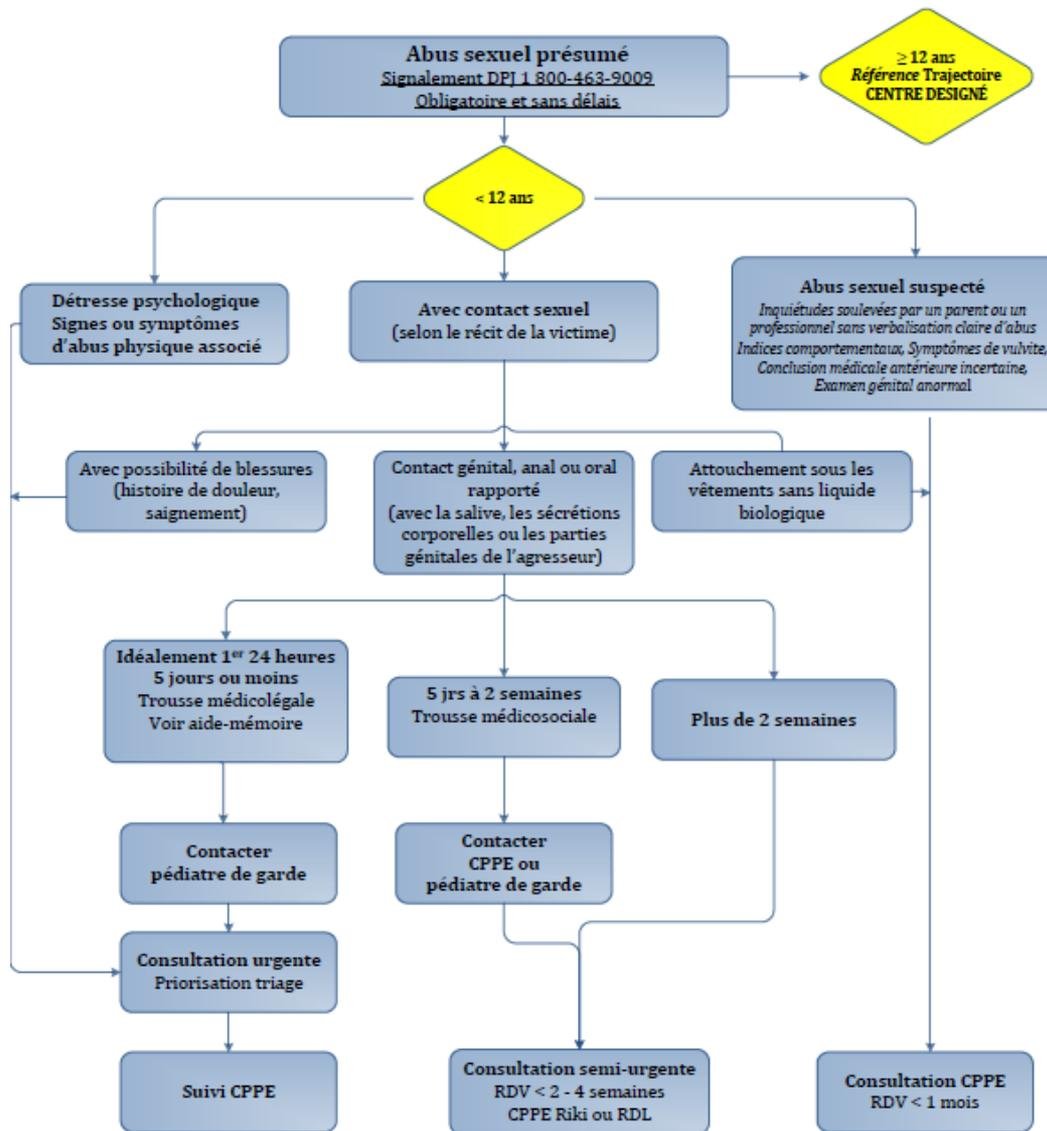 Abus sexuel présumé
Signalement DPJ 1 800-463-9009
Obligatoire et sans délais
≥ 12 ans
Référence Trajectoire
CENTRE DESIGNÉ
< 12 ans
Détresse psychologique
Signes ou symptômes
d'abus physique associé
Avec contact sexuel
(selon le récit de la victime)
Abus sexuel suspecté
Inquiétudes soulevées par un parent ou un
professionnel sans verbalisation claire d'abus
Indices comportementaux, Symptômes de vulvite,
Conclusion médicale antérieure incertaine,
Examen génital anormal
Avec possibilité de blessures
(histoire de douleur,
saignement)
Contact génital, anal ou oral
rapporté
(avec la salive, les sécrétions
corporelles ou les parties
génitales de l'agresseur)
Attouchement sous les
vêtements sans liquide
biologique
Idéalement 1er 24 heures
5 jours ou moins
Trousse médicolégale
Voir aide-mémoire
5 jrs à 2 semaines
Trousse médicosociale
Plus de 2 semaines
Contacter
pédiatre de garde
Contacter
CPPE ou
pédiatre de garde
Consultation urgente
Priorisation triage
Suivi CPPE
Consultation semi-urgente
RDV < 2 - 4 semaines
CPPE Riki ou RDL
Consultation CPPE
RDV < 1 mois